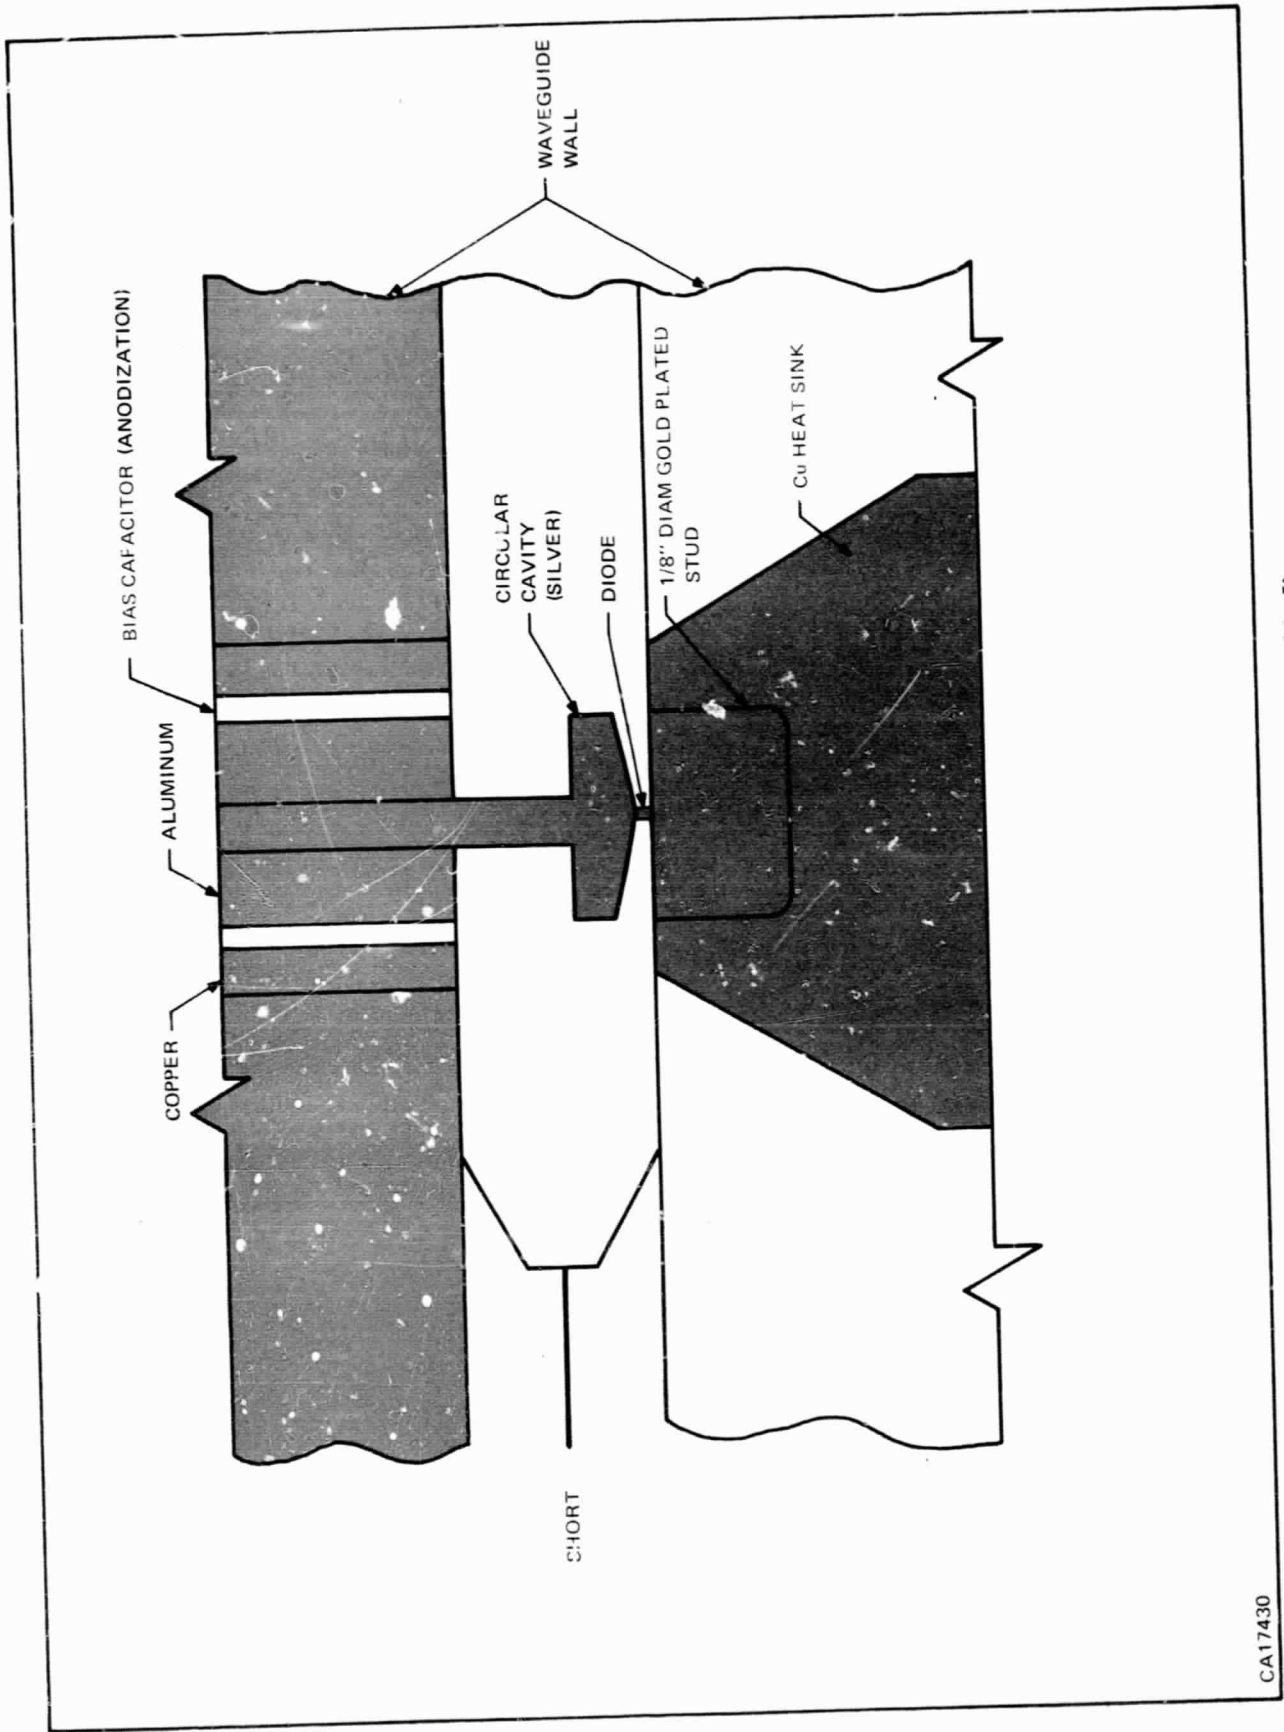 BIAS CAPACITOR (ANODIZATION)
ALUMINUM
COPPER
WAVEGUIDE
WALL
CIRCULAR
CAVITY
(SILVER)
DIODE
1/8" DIAM GOLD PLATED
STUD
Cu HEAT SINK
SHORT
CA17430